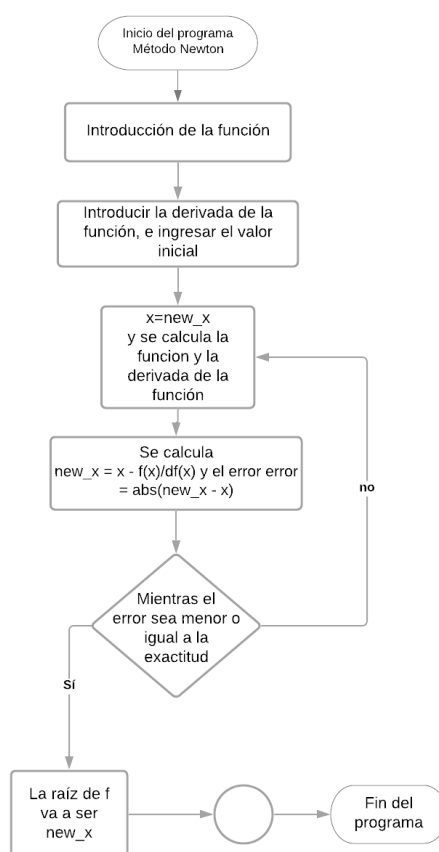 Inicio del programa
Método Newton
Introducción de la función
Introducir la derivada de la
función, e ingresar el valor
inicial
x=new_x
y se calcula la
funcion y la
derivada de la
función
Se calcula
new_x = x - f(x)/df(x) y el error error
= abs(new_x - x)
no
Mientras el
error sea menor o
igual a la
exactitud
Sí
La raíz de f
va a ser
new_x
Fin del
programa